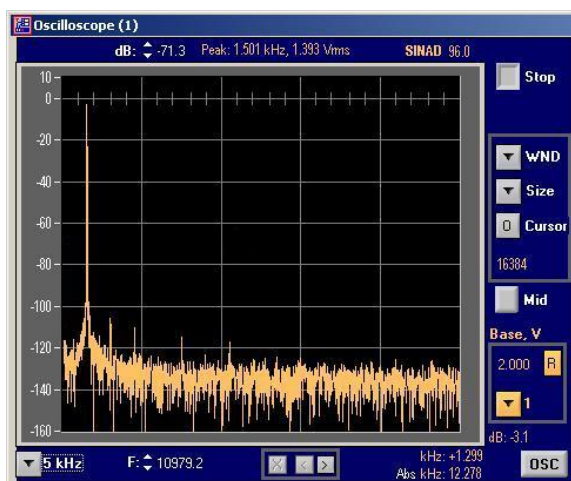 Oscilloscope (1)
dB: -71.3 Peak: 1.501 kHz, 1.393 Vrms SINAD 96.0
10
0
-20
-40
-60
-80
-100
-120
-140
-160
Stop
WND
Size
0 Cursor
16384
Mid
Base, V
2.000 R
1
dB: -3.1
5 kHz F: 10979.2 X < > kHz: +1.299
Abs kHz: 12.278
OSC